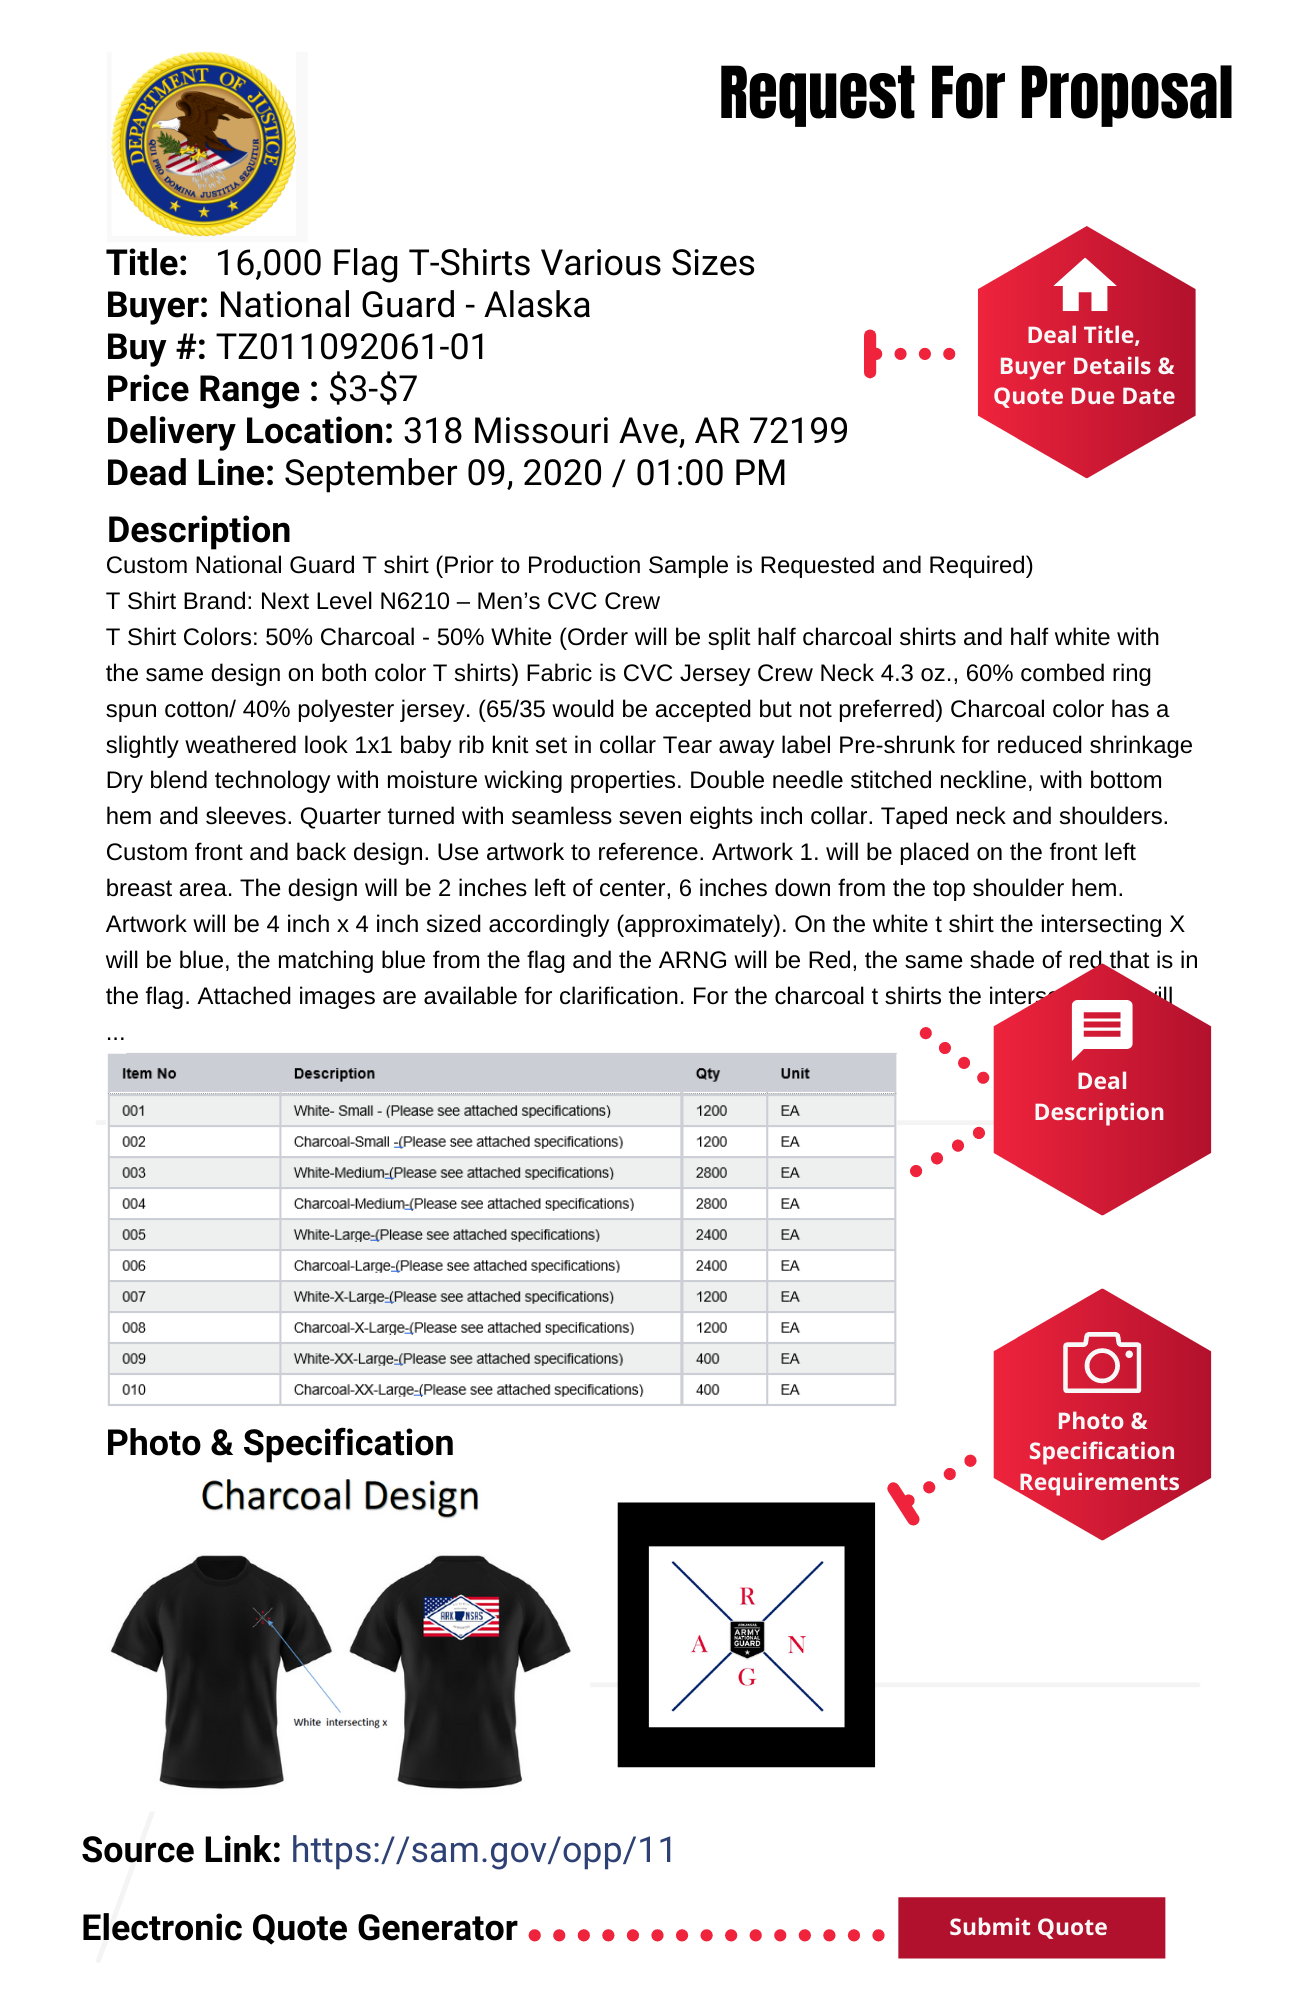 DEPARTMENT OF JUSTICE
QUI PRO DOMINA JUSTITIA SEQUITUR
Request For Proposal
Title: 16,000 Flag T-Shirts Various Sizes
Buyer: National Guard - Alaska
Buy #: TZ011092061-01
Price Range : $3-$7
Delivery Location: 318 Missouri Ave, AR 72199
Dead Line: September 09, 2020 / 01:00 PM
Deal Title,
Buyer Details &
Quote Due Date
Description
Custom National Guard T shirt (Prior to Production Sample is Requested and Required)
T Shirt Brand: Next Level N6210 – Men’s CVC Crew
T Shirt Colors: 50% Charcoal - 50% White (Order will be split half charcoal shirts and half white with
the same design on both color T shirts) Fabric is CVC Jersey Crew Neck 4.3 oz., 60% combed ring
spun cotton/ 40% polyester jersey. (65/35 would be accepted but not preferred) Charcoal color has a
slightly weathered look 1x1 baby rib knit set in collar Tear away label Pre-shrunk for reduced shrinkage
Dry blend technology with moisture wicking properties. Double needle stitched neckline, with bottom
hem and sleeves. Quarter turned with seamless seven eights inch collar. Taped neck and shoulders.
Custom front and back design. Use artwork to reference. Artwork 1. will be placed on the front left
breast area. The design will be 2 inches left of center, 6 inches down from the top shoulder hem.
Artwork will be 4 inch x 4 inch sized accordingly (approximately). On the white t shirt the intersecting X
will be blue, the matching blue from the flag and the ARNG will be Red, the same shade of red that is in
the flag. Attached images are available for clarification. For the charcoal t shirts the will
...
Deal
Description
Item No Description Qty Unit
001 White- Small - (Please see attached specifications) 1200 EA
002 Charcoal-Small -(Please see attached specifications) 1200 EA
003 White-Medium-(Please see attached specifications) 2800 EA
004 Charcoal-Medium-(Please see attached specifications) 2800 EA
005 White-Large-(Please see attached specifications) 2400 EA
006 Charcoal-Large-(Please see attached specifications) 2400 EA
007 White-X-Large-(Please see attached specifications) 1200 EA
008 Charcoal-X-Large-(Please see attached specifications) 1200 EA
009 White-XX-Large-(Please see attached specifications) 400 EA
010 Charcoal-XX-Large-(Please see attached specifications) 400 EA
Photo &
Specification
Requirements
Photo & Specification
Charcoal Design
ARK NSAS
White intersecting x
R
A N
G
ARMY
NATIONAL
GUARD
Source Link: https://sam.gov/opp/11
Electronic Quote Generator
Submit Quote